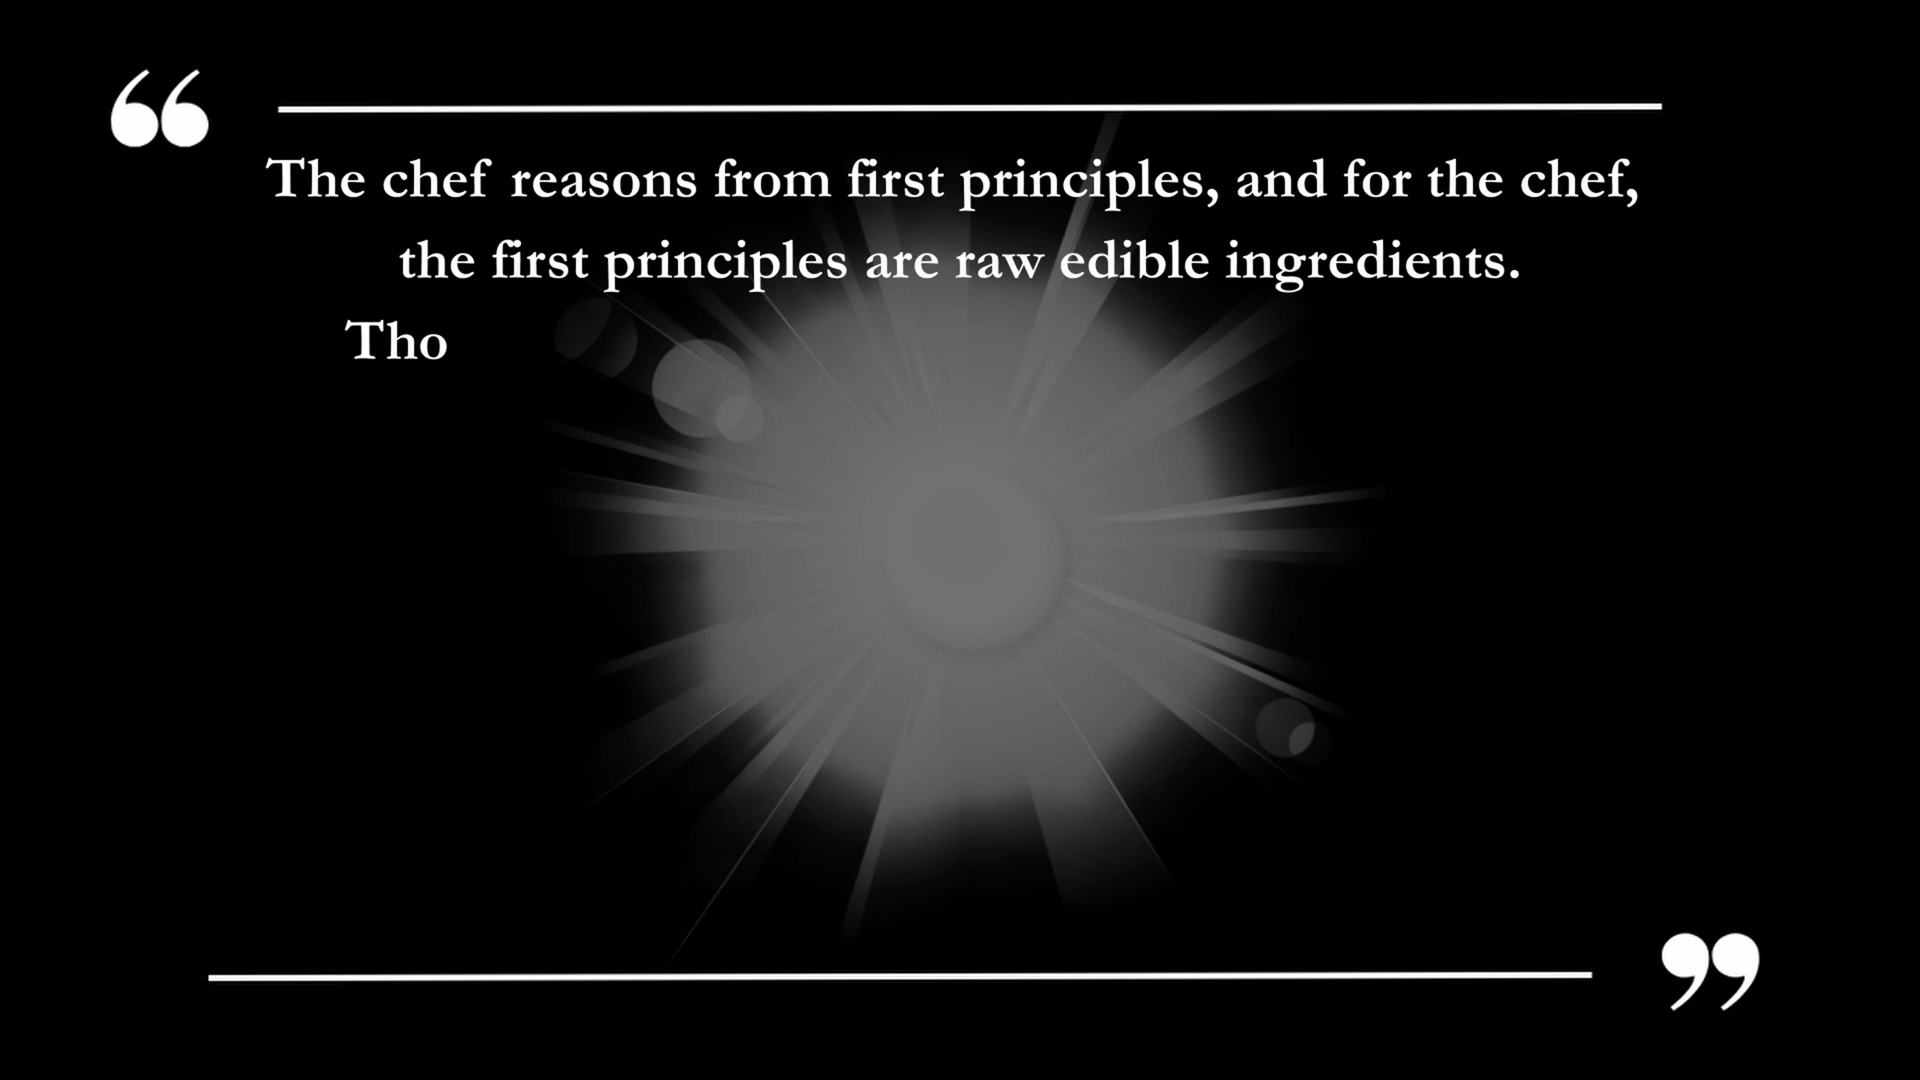 “
The chef reasons from first principles, and for the chef,
the first principles are raw edible ingredients.
Tho
”